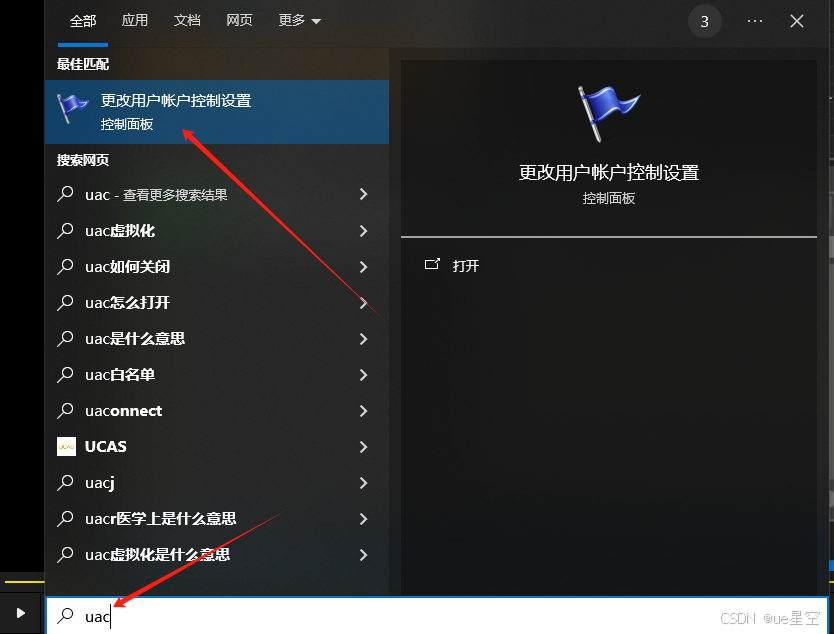 全部 应用 文档 网页 更多 3
最佳匹配
更改用户帐户控制设置
控制面板
搜索网页
uac - 查看更多搜索结果
uac虚拟化
uac如何关闭
uac怎么打开
uac是什么意思
uac白名单
uaconnect
UCAS
uacj
uacr医学上是什么意思
uac虚拟化是什么意思
uac
更改用户帐户控制设置
控制面板
打开
CSDN @ue星空